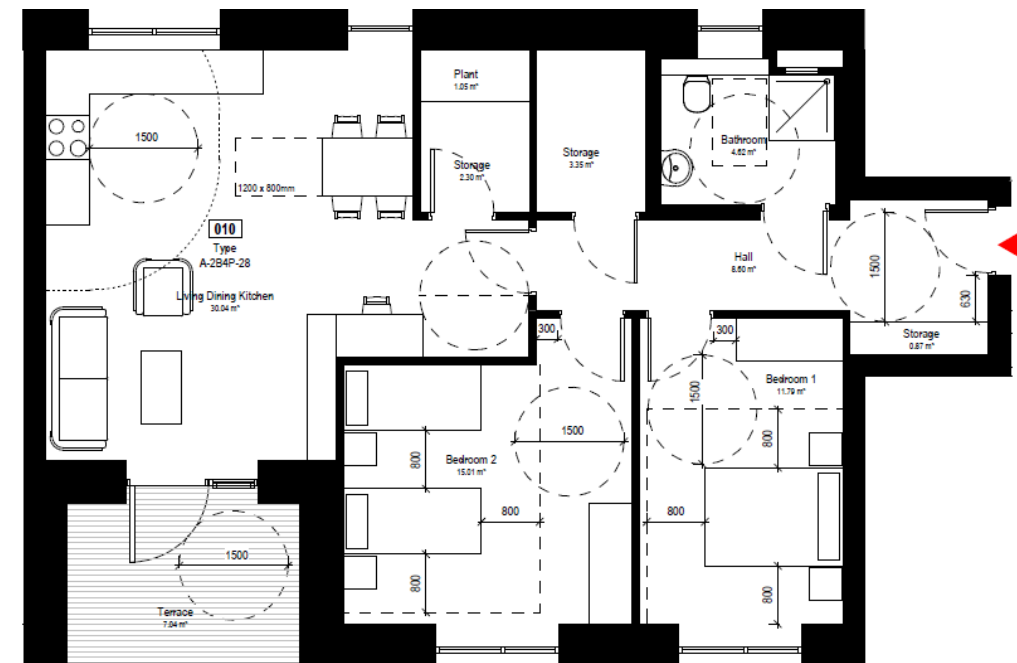 Plant
1.05 m²
1500
Storage
2.30 m²
Storage
3.35 m²
Bathroom
4.62 m²
1200 x 800mm
010
Type
A-2B4P-28
Living Dining Kitchen
30.04 m²
Hall
8.60 m²
1500
630
Storage
0.87 m²
300
300
Bedroom 1
11.79 m²
1500
800
1500
800
Bedroom 2
15.01 m²
800
800
800
800
1500
Terrace
7.04 m²